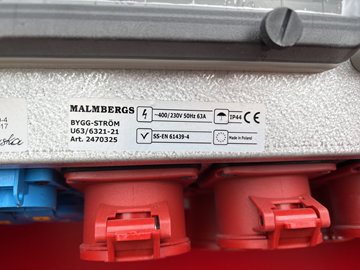 MALMBERGS
BYGG-STRÖM
U63/6321-21
Art. 2470325
~400/230V 50Hz 63A
IP44 CE
SS-EN 61439-4
Made in Poland